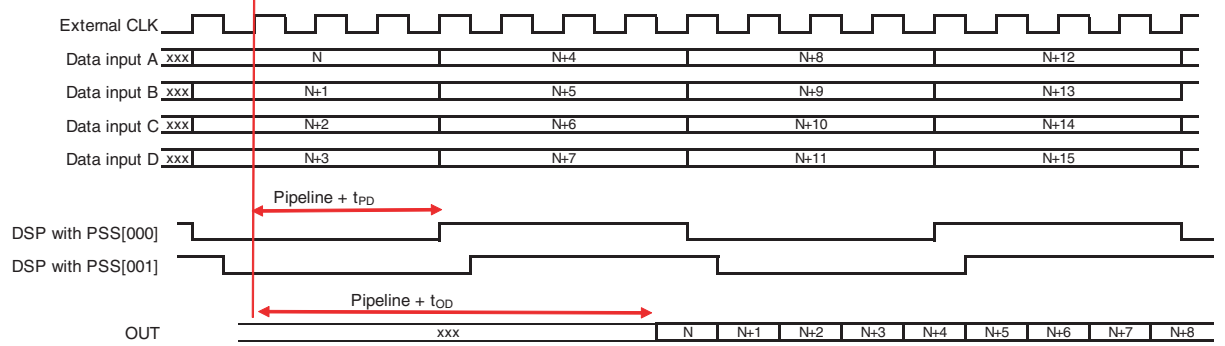 External CLK
Data input A xxx N N+4 N+8 N+12
Data input B xxx N+1 N+5 N+9 N+13
Data input C xxx N+2 N+6 N+10 N+14
Data input D xxx N+3 N+7 N+11 N+15
Pipeline + tPD
DSP with PSS[000]
DSP with PSS[001]
Pipeline + tOD
OUT xxx N N+1 N+2 N+3 N+4 N+5 N+6 N+7 N+8